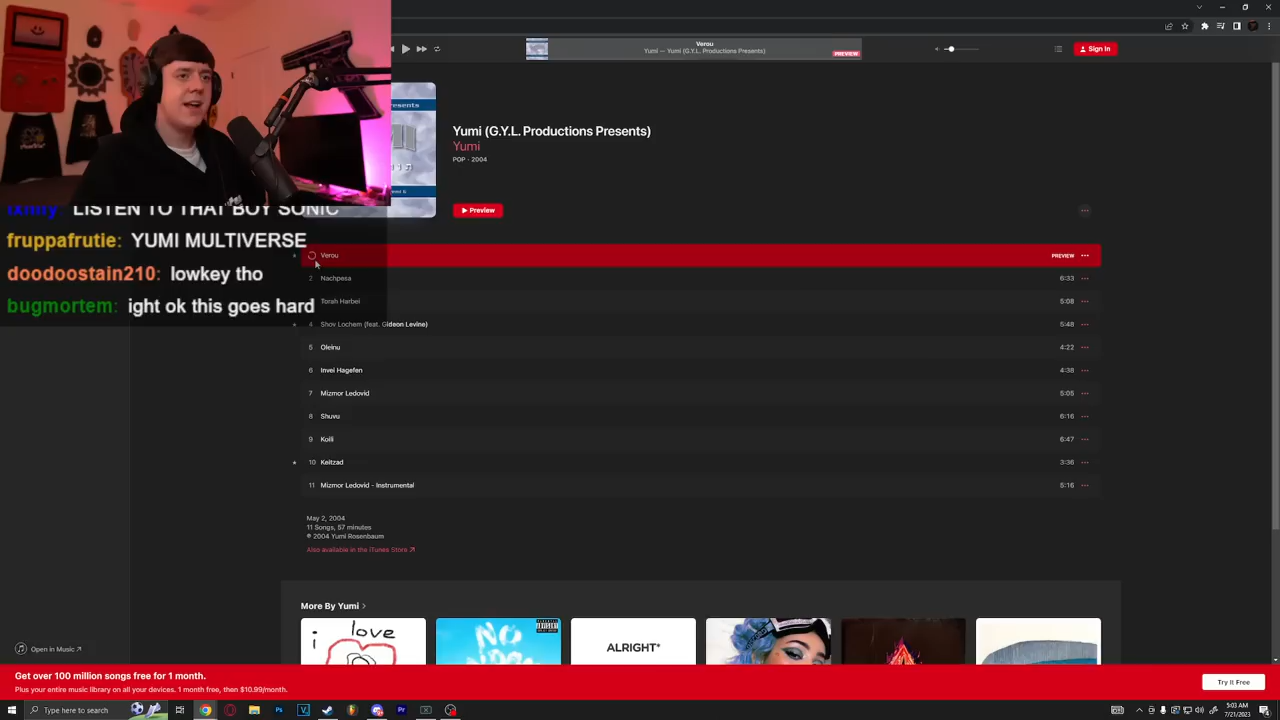 Verou
Yumi — Yumi (G.Y.L. Productions Presents)
PREVIEW
Sign In
Yumi (G.Y.L. Productions Presents)
Yumi
POP · 2004
Preview
LISTEN TO THAT BOY SONIC
fruppafrutie: YUMI MULTIVERSE
doodoostain210: lowkey tho
bugmortem: ight ok this goes hard
Verou PREVIEW
2 Nachpesa 6:33
Torah Harbei 5:08
4 Shov Lochem (feat. Gideon Levine) 5:48
5 Oleinu 4:22
6 Invei Hagefen 4:38
7 Mizmor Ledovid 5:05
8 Shuvu 6:16
9 Koili 6:47
10 Keitzad 3:36
11 Mizmor Ledovid - Instrumental 5:16
May 2, 2004
11 Songs, 57 minutes
℗ 2004 Yumi Rosenbaum
Also available in the iTunes Store
More By Yumi
i love
NO
ALRIGHT*
Open in Music
Get over 100 million songs free for 1 month.
Plus your entire music library on all your devices. 1 month free, then $10.99/month.
Try It Free
Type here to search
5:03 AM
7/21/2023